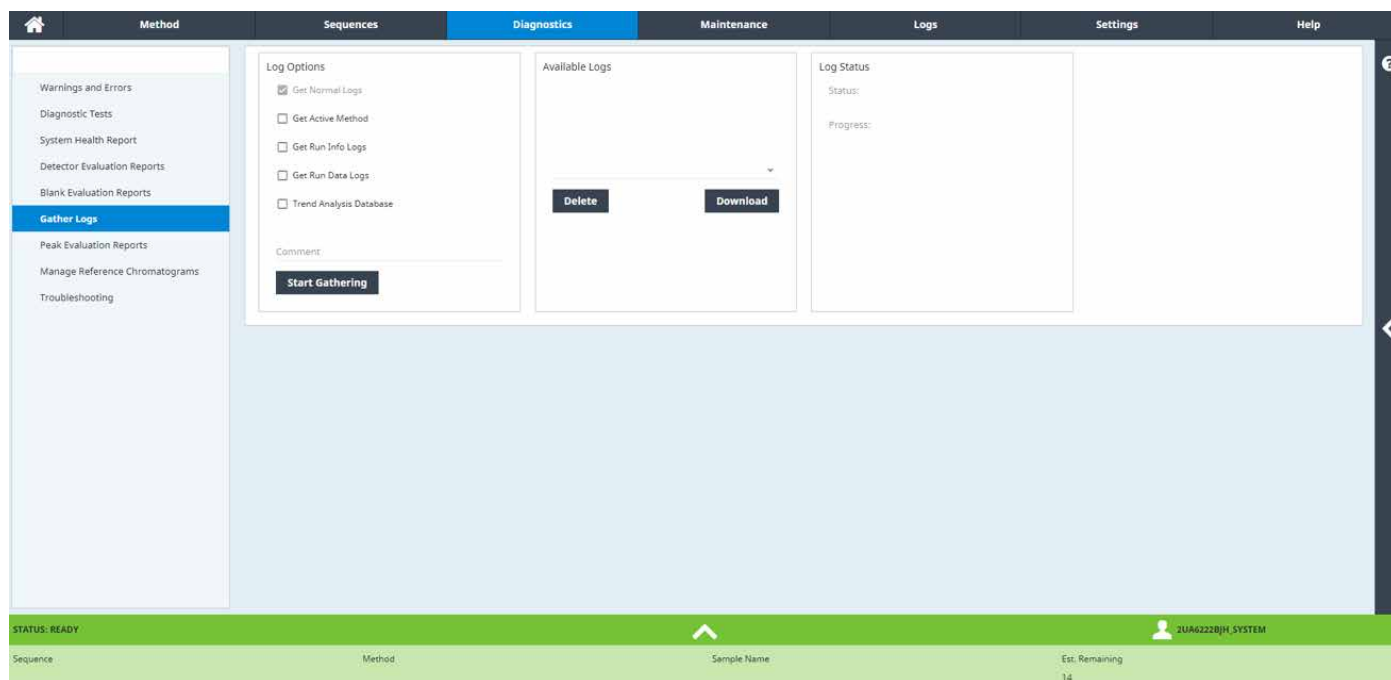 Method Sequences Diagnostics Maintenance Logs Settings Help
Warnings and Errors
Diagnostic Tests
System Health Report
Detector Evaluation Reports
Blank Evaluation Reports
Gather Logs
Peak Evaluation Reports
Manage Reference Chromatograms
Troubleshooting
Log Options
Get Normal Logs
Get Active Method
Get Run Info Logs
Get Run Data Logs
Trend Analysis Database
Comment
Start Gathering
Available Logs
Delete Download
Log Status
Status:
Progress:
?
STATUS: READY 2UA6222BJH_SYSTEM
Sequence Method Sample Name Est. Remaining
14